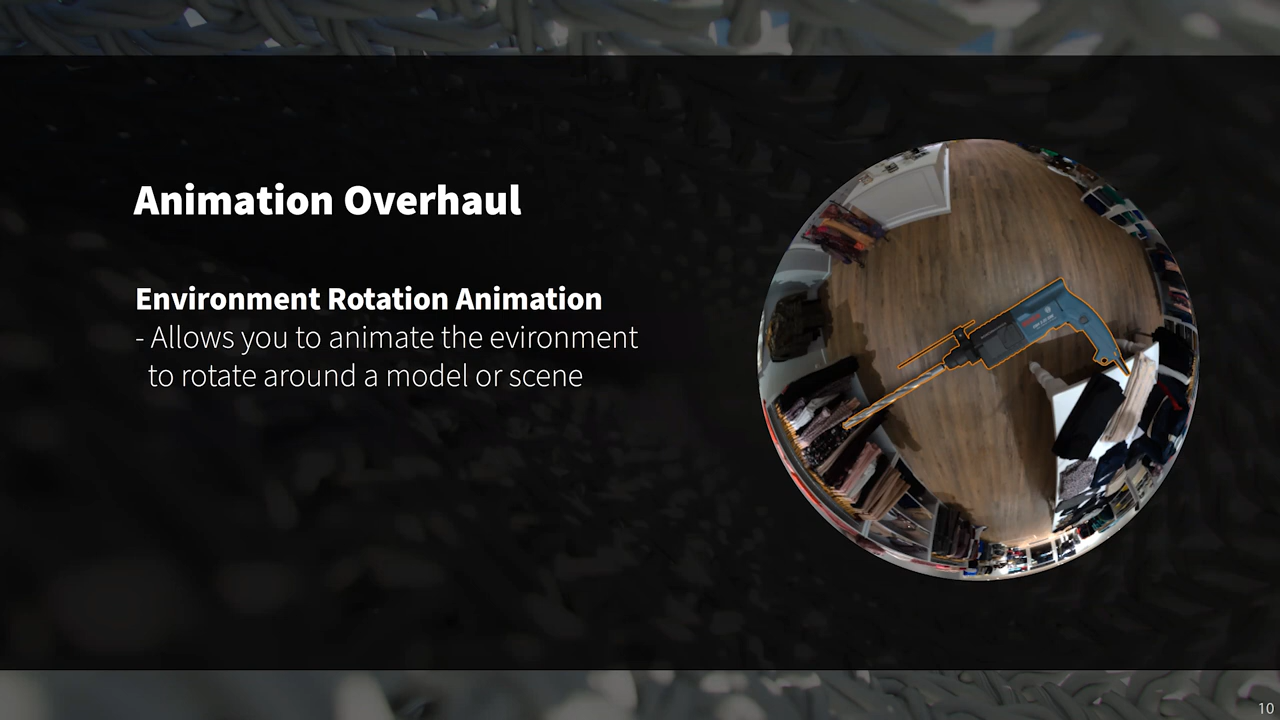 Animation Overhaul
Environment Rotation Animation
- Allows you to animate the evironment
to rotate around a model or scene
10